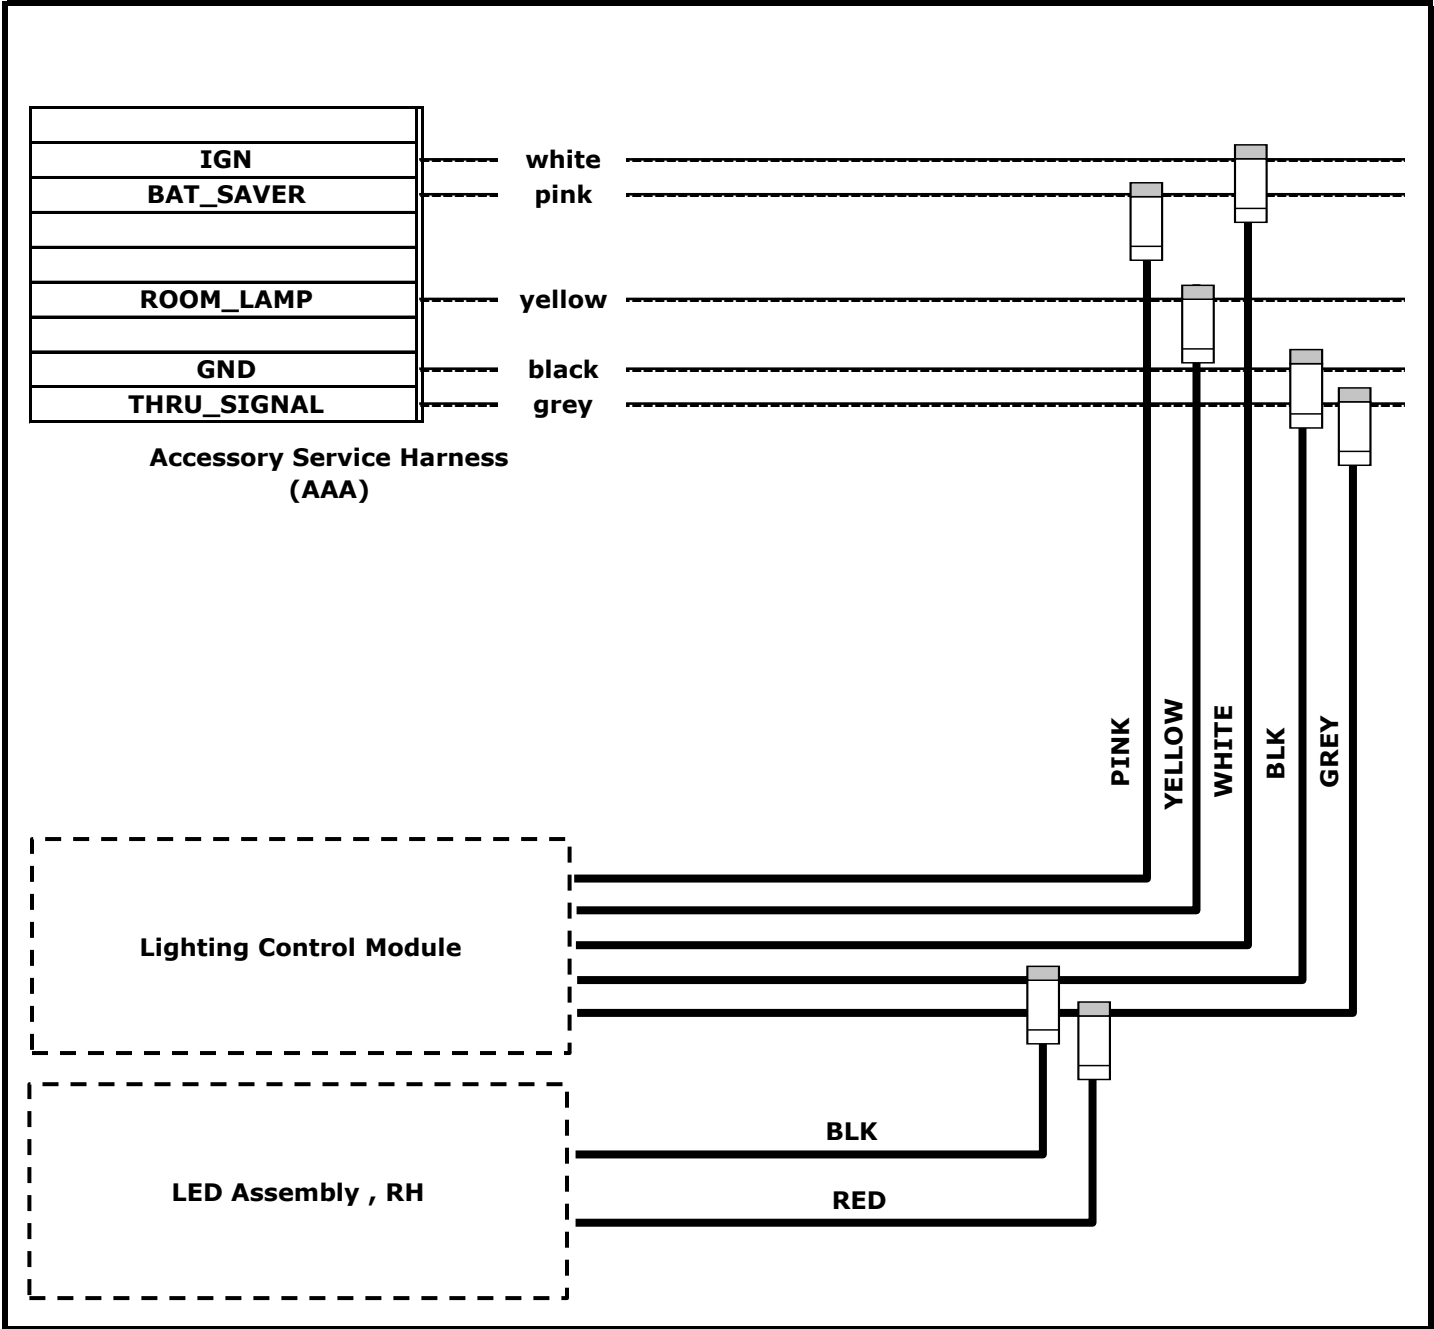 IGN
white
BAT_SAVER
pink
ROOM_LAMP
yellow
GND
black
THRU_SIGNAL
grey
Accessory Service Harness
(AAA)
PINK
YELLOW
WHITE
BLK
GREY
Lighting Control Module
BLK
LED Assembly , RH
RED